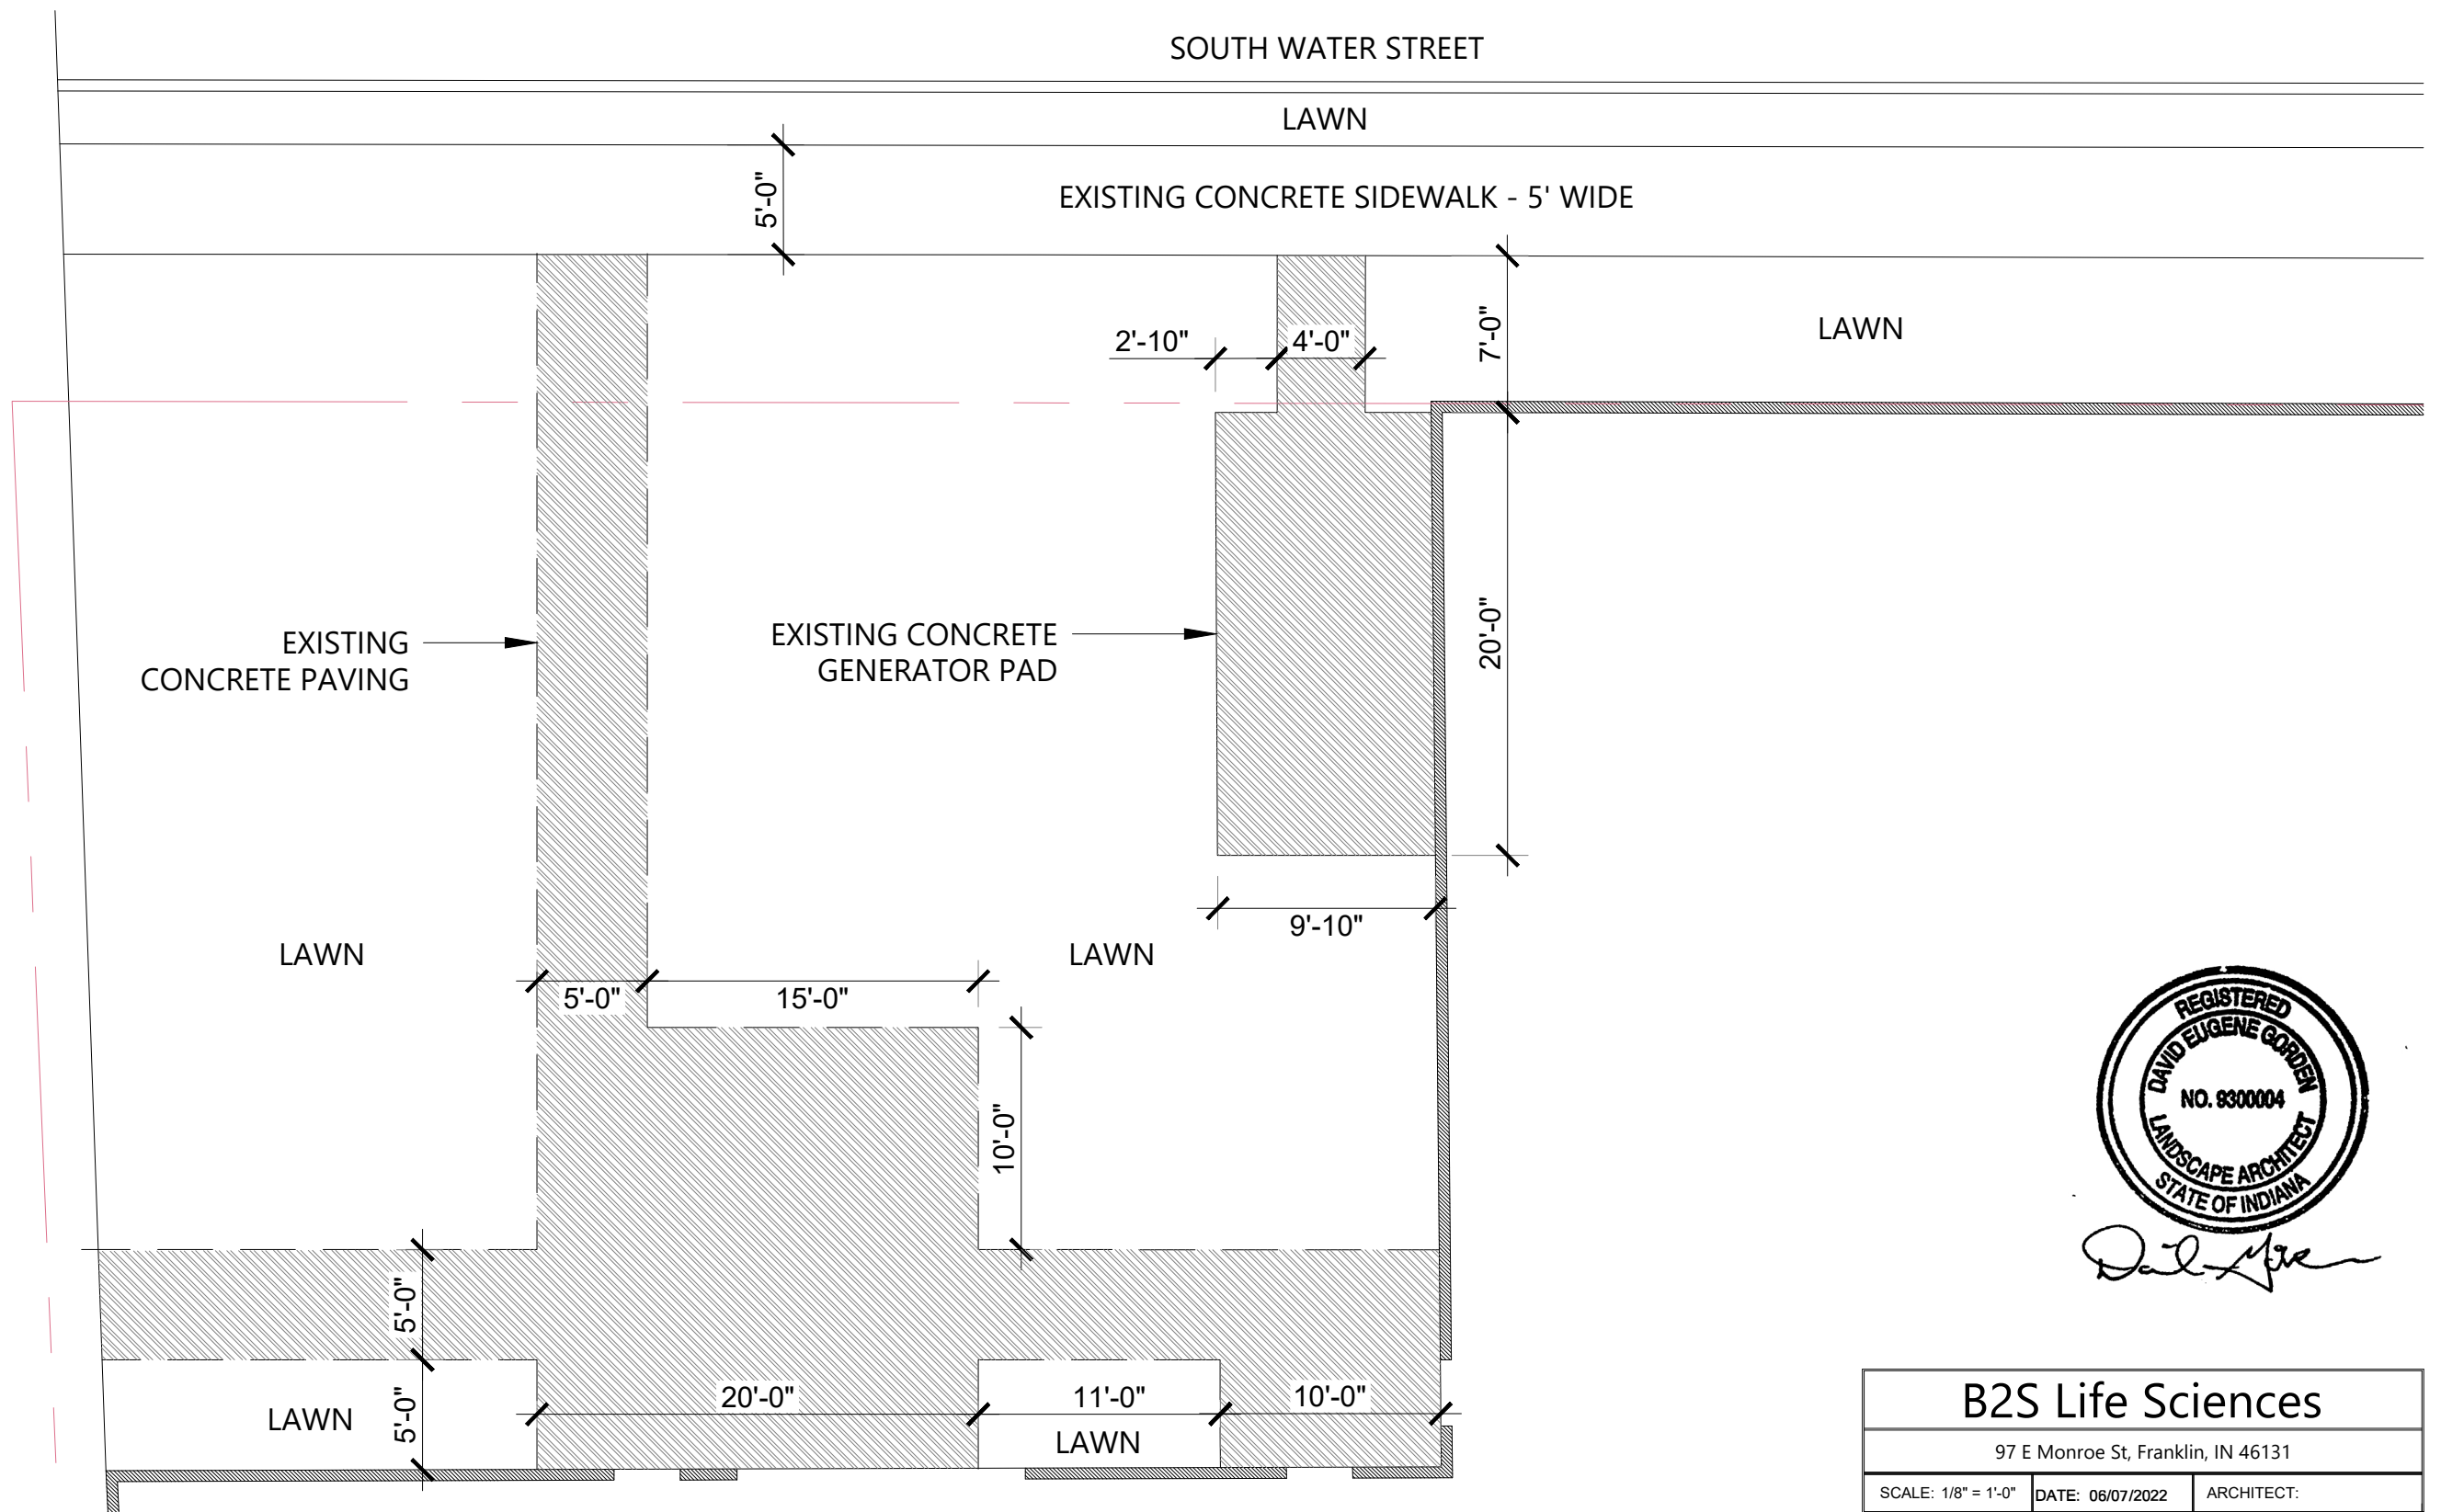 SOUTH WATER STREET
LAWN
5'-0"
EXISTING CONCRETE SIDEWALK - 5' WIDE
2'-10"
4'-0"
7'-0"
LAWN
EXISTING
CONCRETE PAVING
EXISTING CONCRETE
GENERATOR PAD
20'-0"
9'-10"
LAWN
LAWN
5'-0"
15'-0"
10'-0"
REGISTERED
DAVID EUGENE GORDEN
NO. 9300004
LANDSCAPE ARCHITECT
STATE OF INDIANA
5'-0"
5'-0"
LAWN
20'-0"
11'-0"
10'-0"
LAWN
B2S Life Sciences
97 E Monroe St, Franklin, IN 46131
SCALE: 1/8" = 1'-0"
DATE: 06/07/2022
ARCHITECT: